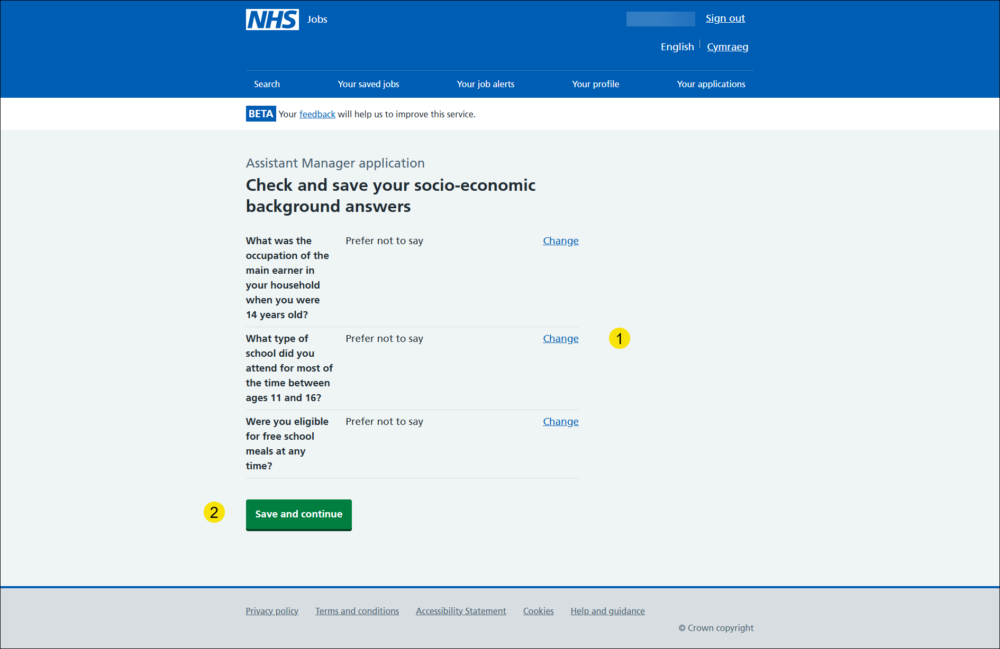 NHS Jobs
Sign out
English Cymraeg
Search Your saved jobs Your job alerts Your profile Your applications
BETA Your feedback will help us to improve this service.
Assistant Manager application
Check and save your socio-economic
background answers
What was the Prefer not to say Change
occupation of the
main earner in
your household
when you were
14 years old?
What type of Prefer not to say Change 1
school did you
attend for most of
the time between
ages 11 and 16?
Were you eligible Prefer not to say Change
for free school
meals at any
time?
2 Save and continue
Privacy policy Terms and conditions Accessibility Statement Cookies Help and guidance
© Crown copyright